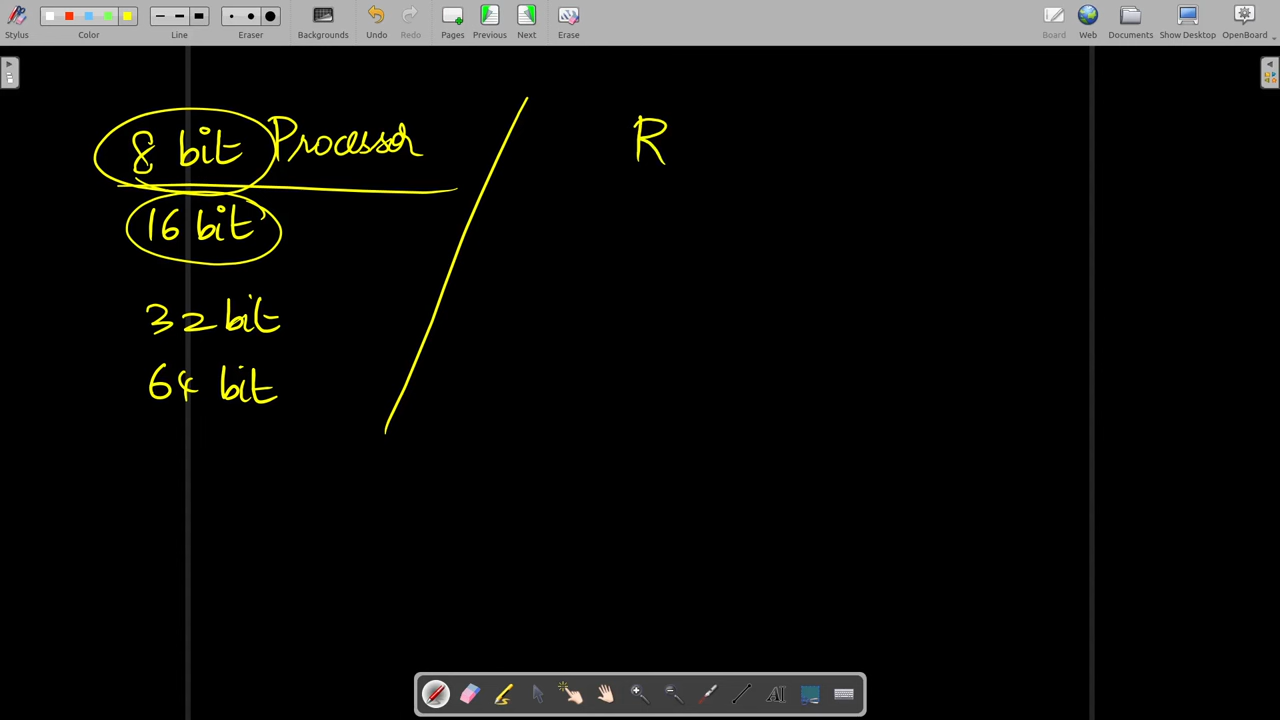 Stylus
Color
Line
Eraser
Backgrounds
Undo
Redo
Pages
Previous
Next
Erase
Board
Web
Documents
Show Desktop
OpenBoard
8 bit Processor
16 bit
32 bit
64 bit
R
AI